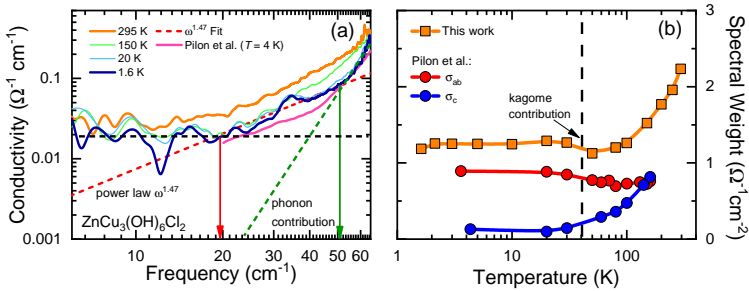 (a)
295 K
150 K
20 K
1.6 K
ω^1.47 Fit
Pilon et al. (T = 4 K)
0.1
0.01
0.001
Conductivity (Ω⁻¹ cm⁻¹)
power law ω^1.47
ZnCu3(OH)6Cl2
phonon
contribution
10
20
30
40
50
60
Frequency (cm⁻¹)
(b)
This work
Pilon et al.:
σ_ab
σ_c
kagome
contribution
3
2
1
0
Spectral Weight (Ω⁻¹ cm⁻²)
1
10
100
Temperature (K)